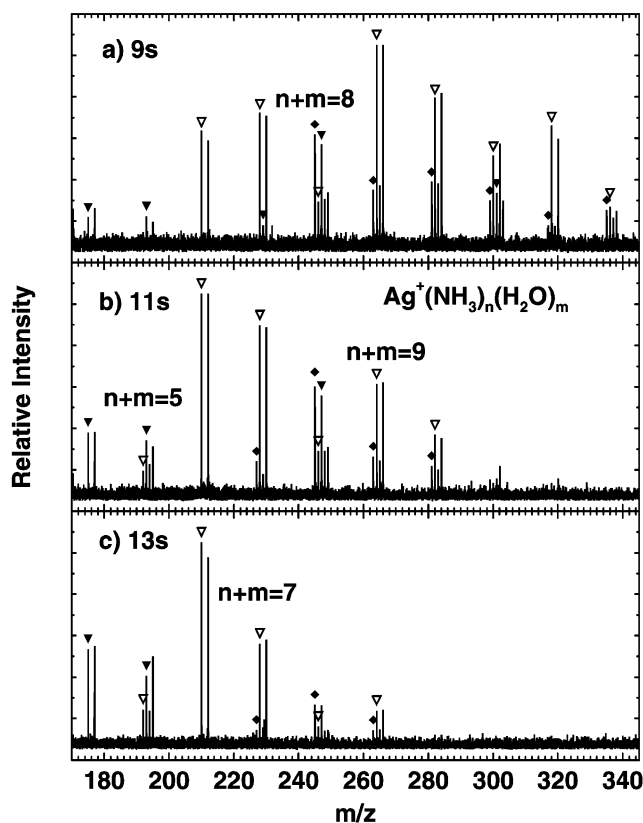 a) 9s
n+m=8
b) 11s
Ag⁺(NH₃)ₙ(H₂O)ₘ
n+m=9
n+m=5
c) 13s
n+m=7
Relative Intensity
180 200 220 240 260 280 300 320 340
m/z